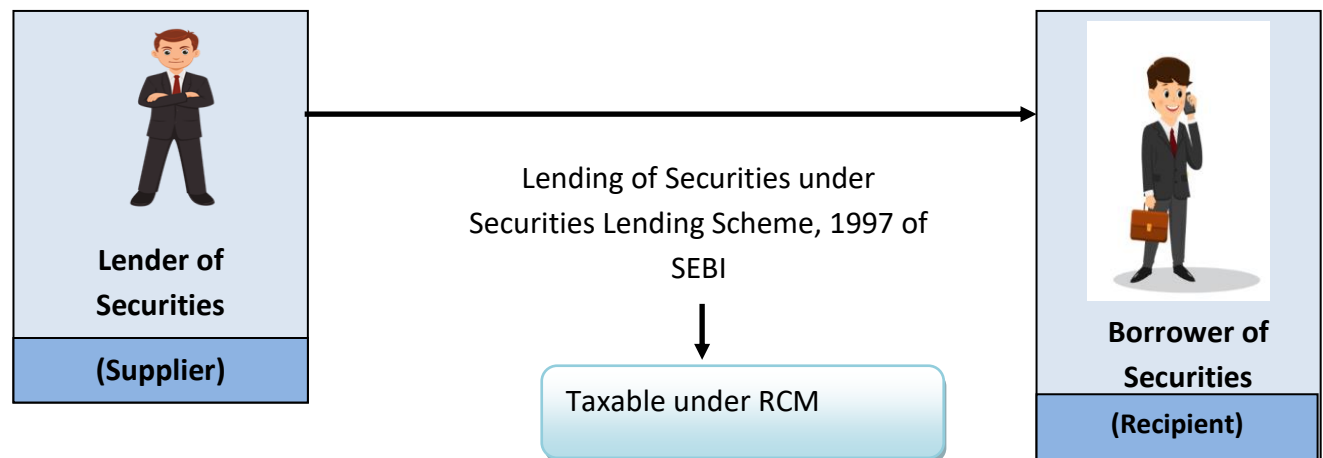 Lender of
Securities
(Supplier)
Lending of Securities under
Securities Lending Scheme, 1997 of
SEBI
Taxable under RCM
Borrower of
Securities
(Recipient)